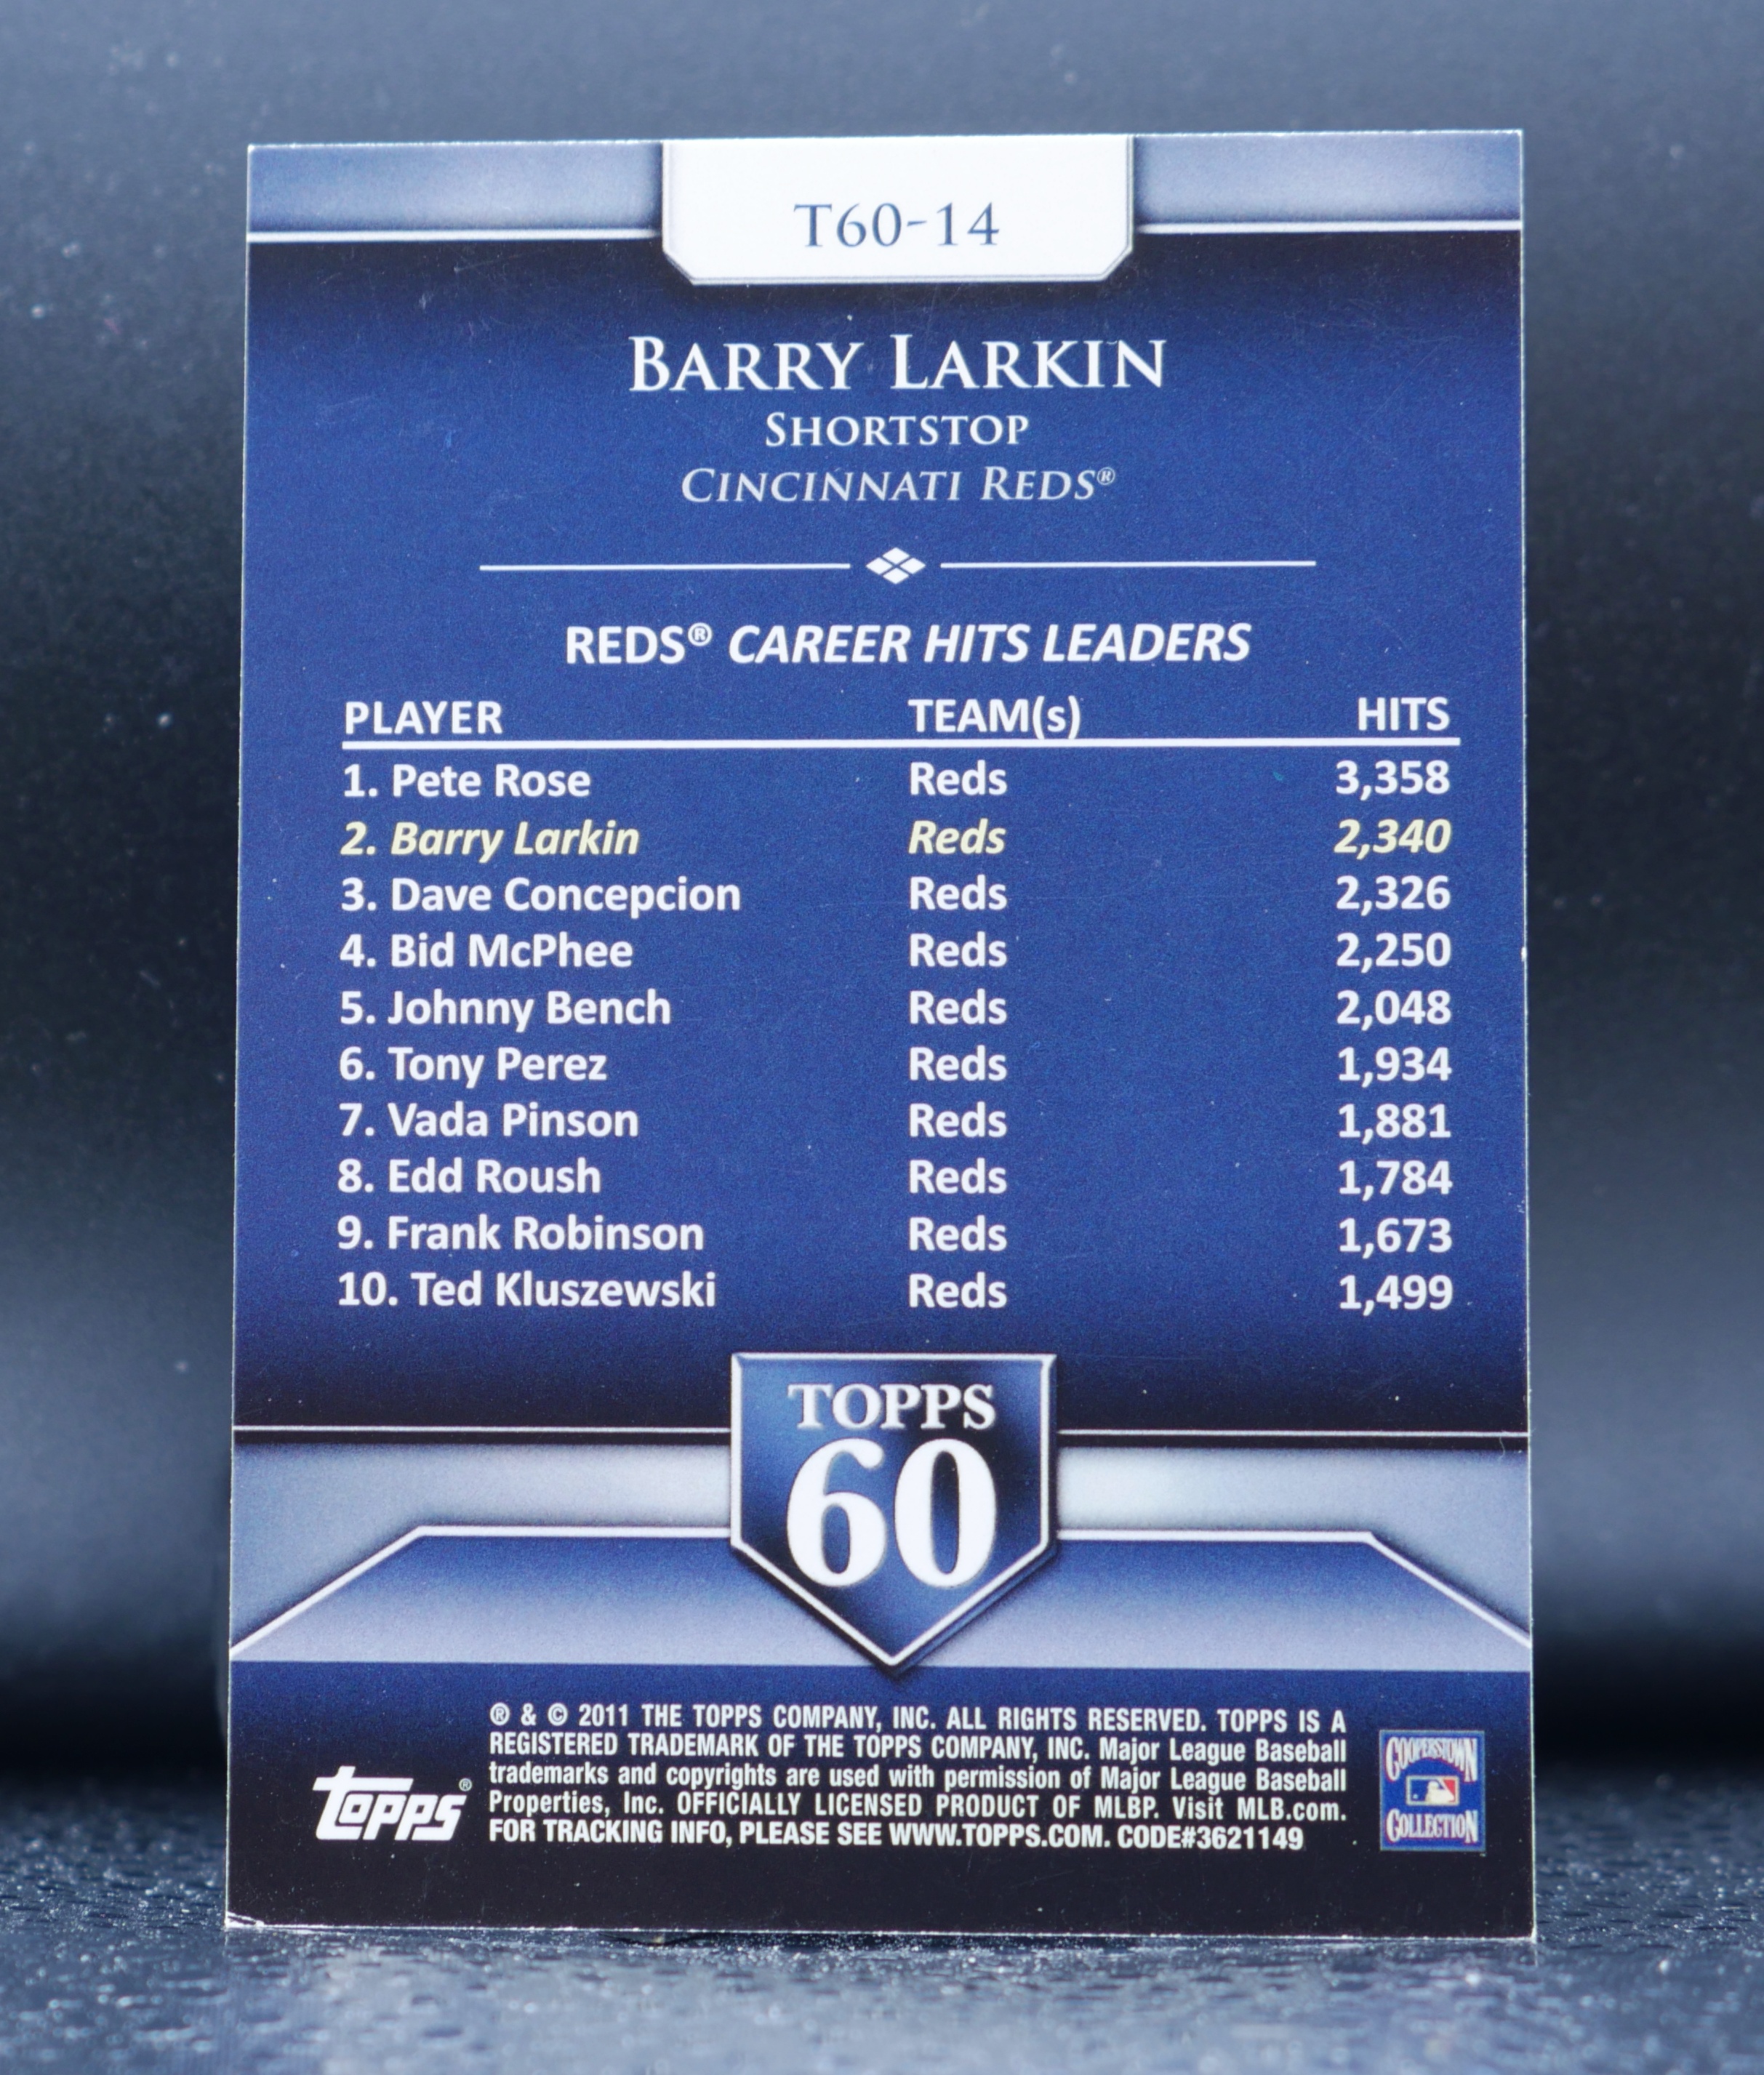 T60-14
BARRY LARKIN
SHORTSTOP
CINCINNATI REDS®
REDS® CAREER HITS LEADERS
PLAYER TEAM(s) HITS
1. Pete Rose Reds 3,358
2. Barry Larkin Reds 2,340
3. Dave Concepcion Reds 2,326
4. Bid McPhee Reds 2,250
5. Johnny Bench Reds 2,048
6. Tony Perez Reds 1,934
7. Vada Pinson Reds 1,881
8. Edd Roush Reds 1,784
9. Frank Robinson Reds 1,673
10. Ted Kluszewski Reds 1,499
TOPPS
60
® & © 2011 THE TOPPS COMPANY, INC. ALL RIGHTS RESERVED. TOPPS IS A
REGISTERED TRADEMARK OF THE TOPPS COMPANY, INC. Major League Baseball
trademarks and copyrights are used with permission of Major League Baseball
Properties, Inc. OFFICIALLY LICENSED PRODUCT OF MLBP. Visit MLB.com.
FOR TRACKING INFO, PLEASE SEE WWW.TOPPS.COM. CODE#3621149
topps®
COOPERSTOWN
COLLECTION